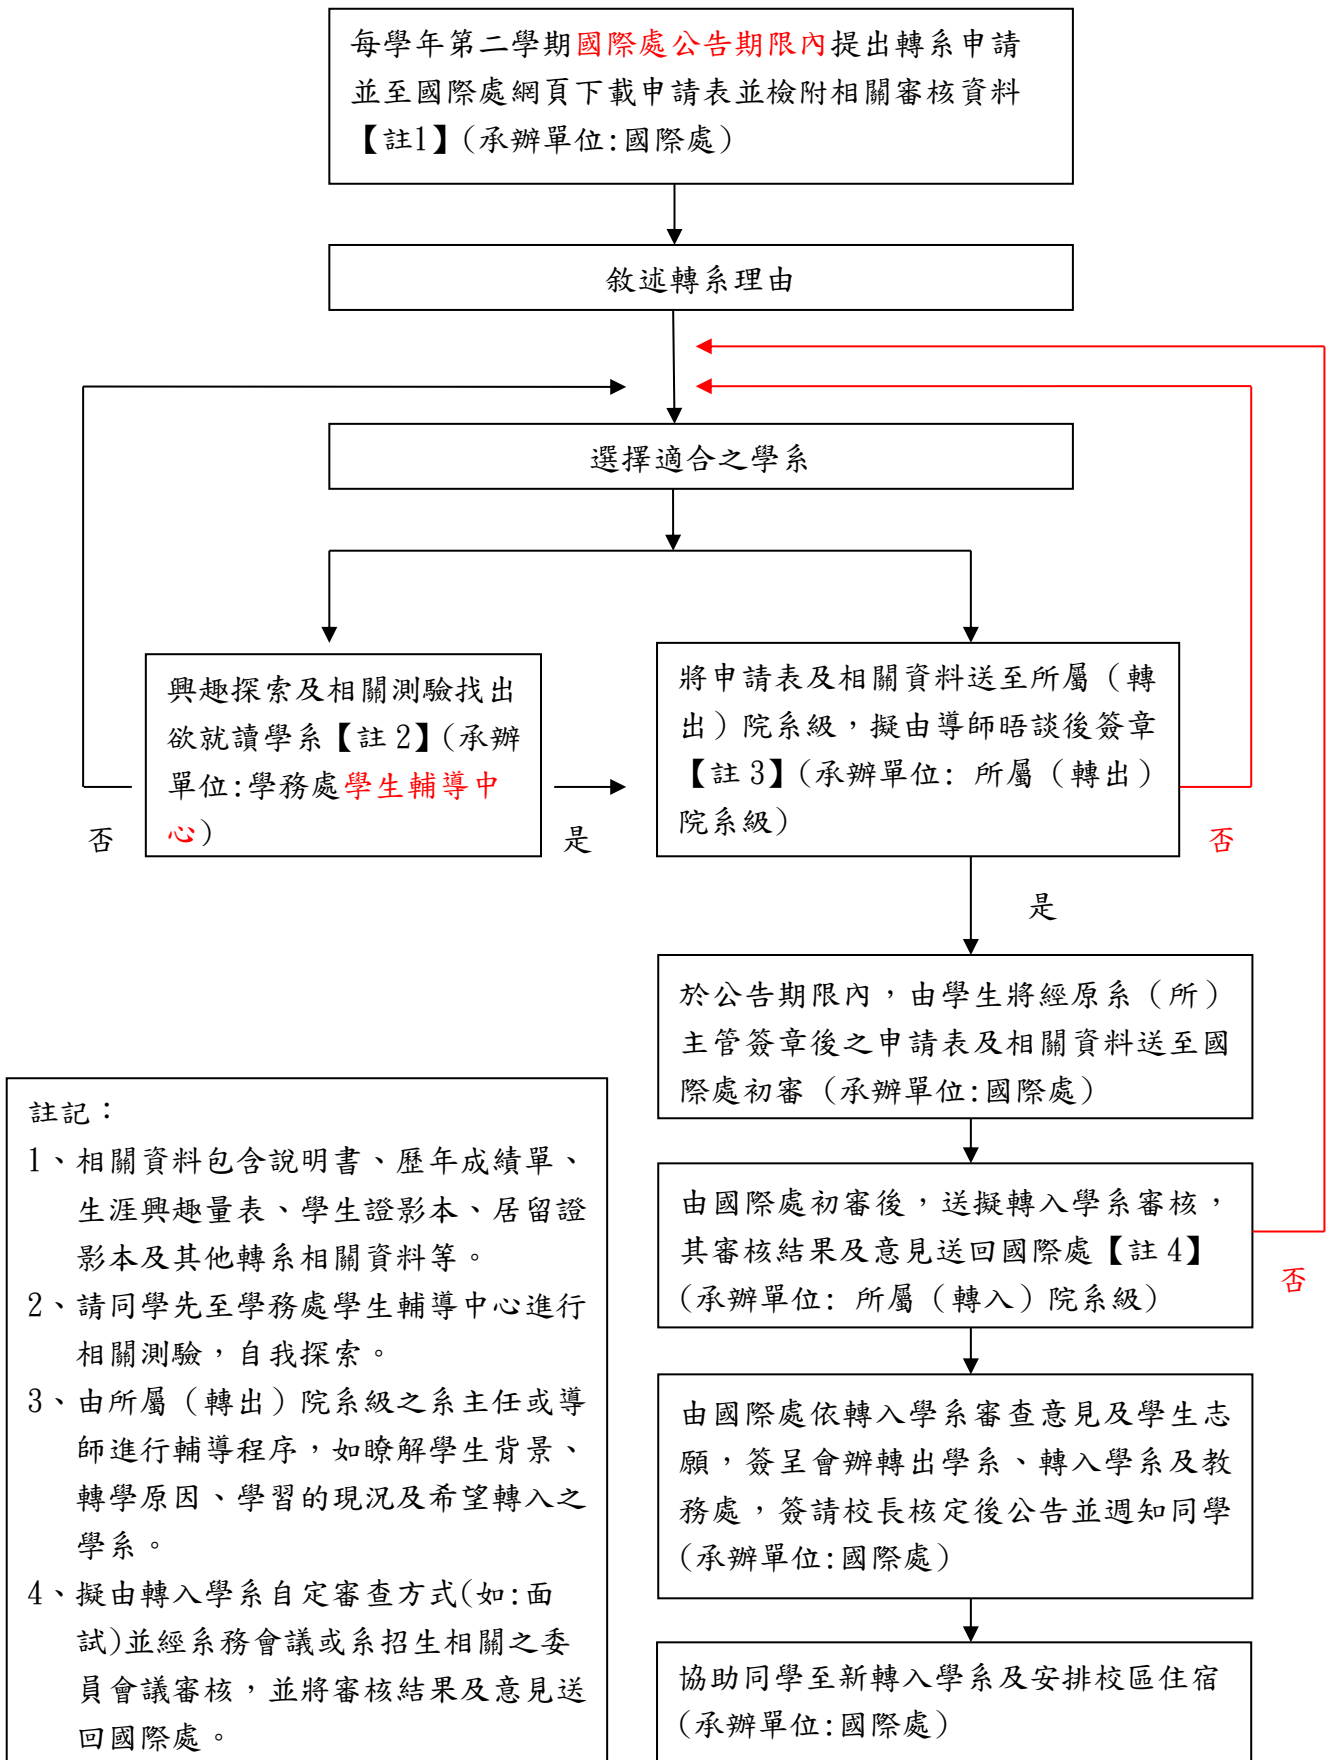 每學年第二學期國際處公告期限內提出轉系申請
並至國際處網頁下載申請表並檢附相關審核資料
【註1】(承辦單位:國際處)
敘述轉系理由
選擇適合之學系
興趣探索及相關測驗找出
欲就讀學系【註 2】(承辦
單位:學務處學生輔導中
心)
否
是
將申請表及相關資料送至所屬（轉
出）院系級，擬由導師晤談後簽章
【註 3】(承辦單位: 所屬（轉出）
院系級)
否
是
於公告期限內，由學生將經原系（所）
主管簽章後之申請表及相關資料送至國
際處初審 (承辦單位:國際處)
由國際處初審後，送擬轉入學系審核，
其審核結果及意見送回國際處【註 4】
(承辦單位: 所屬（轉入）院系級)
否
由國際處依轉入學系審查意見及學生志
願，簽呈會辦轉出學系、轉入學系及教
務處，簽請校長核定後公告並週知同學
(承辦單位:國際處)
協助同學至新轉入學系及安排校區住宿
(承辦單位:國際處)
註記：
1、相關資料包含說明書、歷年成績單、
生涯興趣量表、學生證影本、居留證
影本及其他轉系相關資料等。
2、請同學先至學務處學生輔導中心進行
相關測驗，自我探索。
3、由所屬（轉出）院系級之系主任或導
師進行輔導程序，如瞭解學生背景、
轉學原因、學習的現況及希望轉入之
學系。
4、擬由轉入學系自定審查方式(如:面
試)並經系務會議或系招生相關之委
員會議審核，並將審核結果及意見送
回國際處。